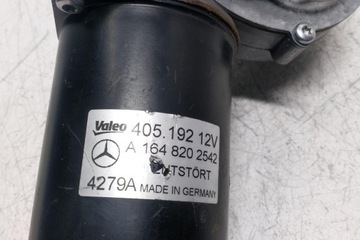 Valeo 405.192 12V
A 164 820 2542
4279A MADE IN GERMANY